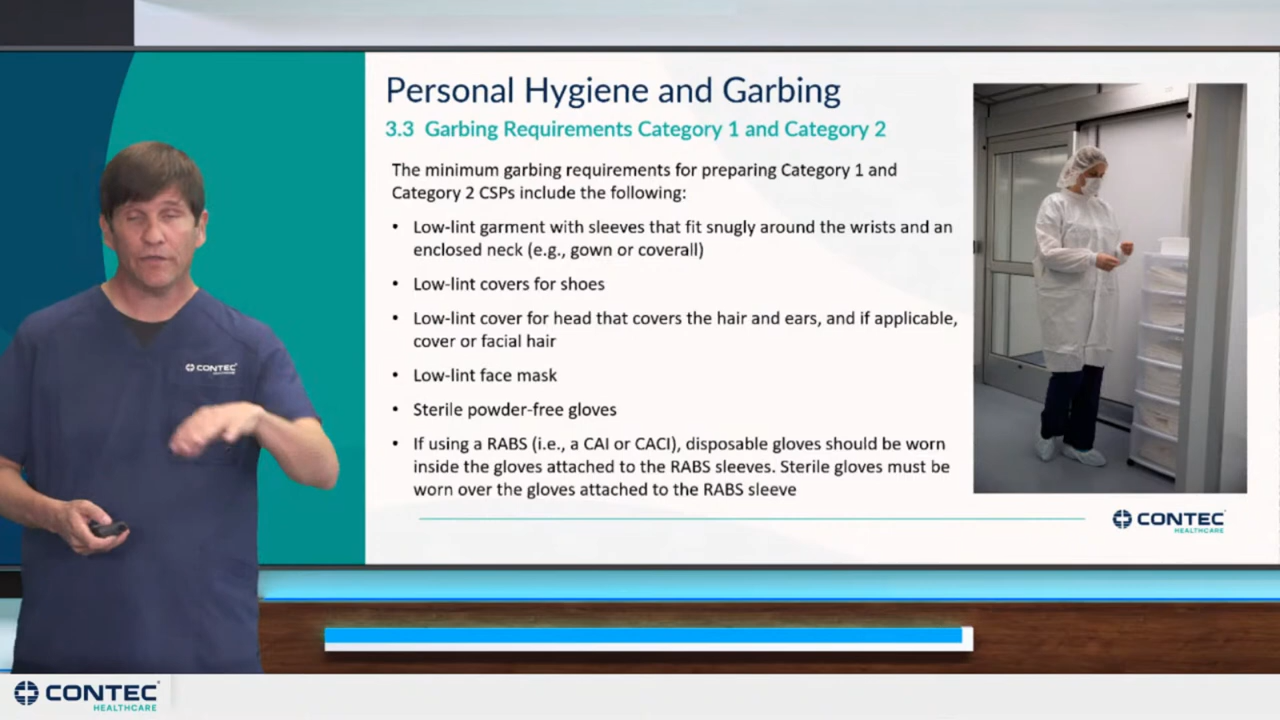 Personal Hygiene and Garbing
3.3 Garbing Requirements Category 1 and Category 2
The minimum garbing requirements for preparing Category 1 and
Category 2 CSPs include the following:
• Low-lint garment with sleeves that fit snugly around the wrists and an
enclosed neck (e.g., gown or coverall)
• Low-lint covers for shoes
• Low-lint cover for head that covers the hair and ears, and if applicable,
cover or facial hair
• Low-lint face mask
• Sterile powder-free gloves
• If using a RABS (i.e., a CAI or CACI), disposable gloves should be worn
inside the gloves attached to the RABS sleeves. Sterile gloves must be
worn over the gloves attached to the RABS sleeve
CONTEC
HEALTHCARE
CONTEC
HEALTHCARE
CONTEC
HEALTHCARE